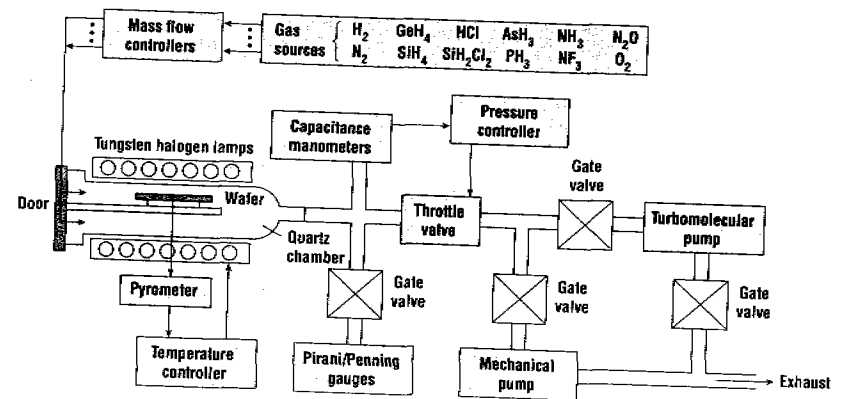 Mass flow
controllers
Gas
sources
H2 GeH4 HCl AsH3 NH3 N2O
N2 SiH4 SiH2Cl2 PH3 NF3 O2
Capacitance
manometers
Pressure
controller
Tungsten halogen lamps
Gate
valve
Door
Wafer
Throttle
valve
Turbomolecular
pump
Quartz
chamber
Pyrometer
Gate
valve
Gate
valve
Gate
valve
Temperature
controller
Pirani/Penning
gauges
Mechanical
pump
Exhaust